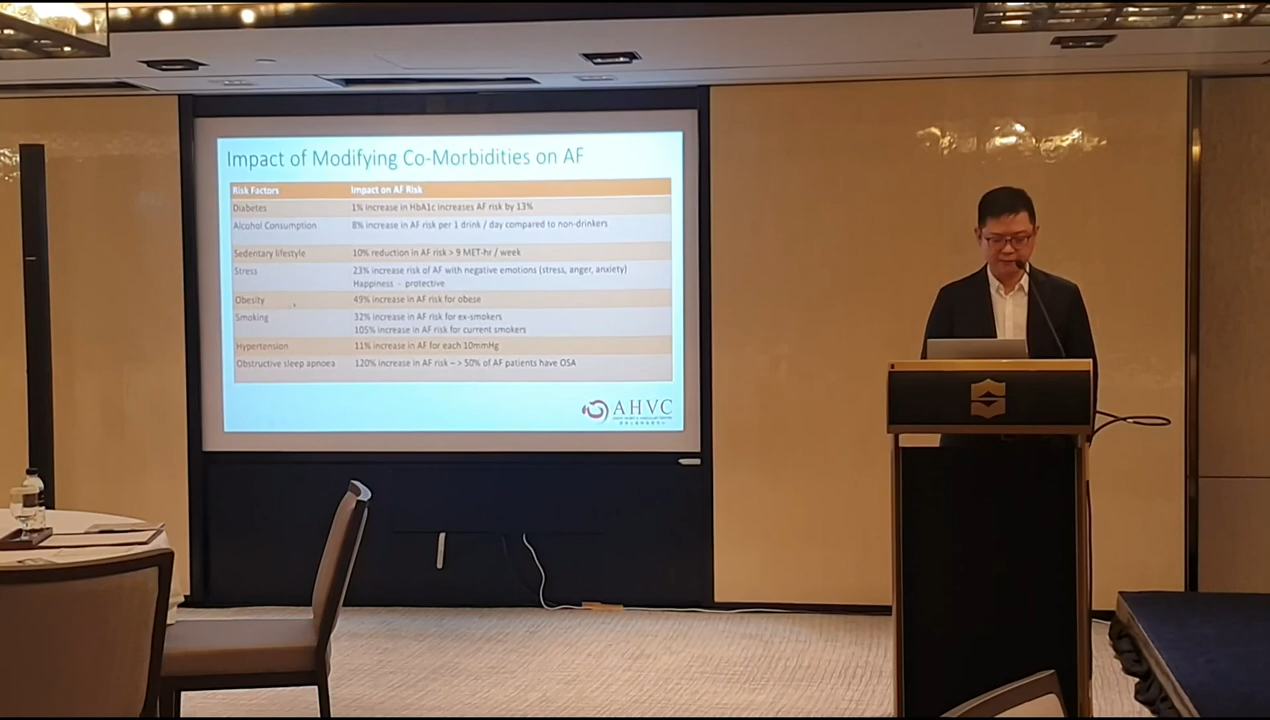 Impact of Modifying Co-Morbidities on AF
Risk Factors Impact on AF Risk
Diabetes 1% increase in HbA1c increases AF risk by 13%
Alcohol Consumption 8% increase in AF risk per 1 drink / day compared to non-drinkers
Sedentary lifestyle 10% reduction in AF risk > 9 MET-hr / week
Stress 23% increase risk of AF with negative emotions (stress, anger, anxiety)
Happiness - protective
Obesity 49% increase in AF risk for obese
Smoking 32% increase in AF risk for ex-smokers
105% increase in AF risk for current smokers
Hypertension 11% increase in AF for each 10mmHg
Obstructive sleep apnoea 120% increase in AF risk – > 50% of AF patients have OSA
AHVC